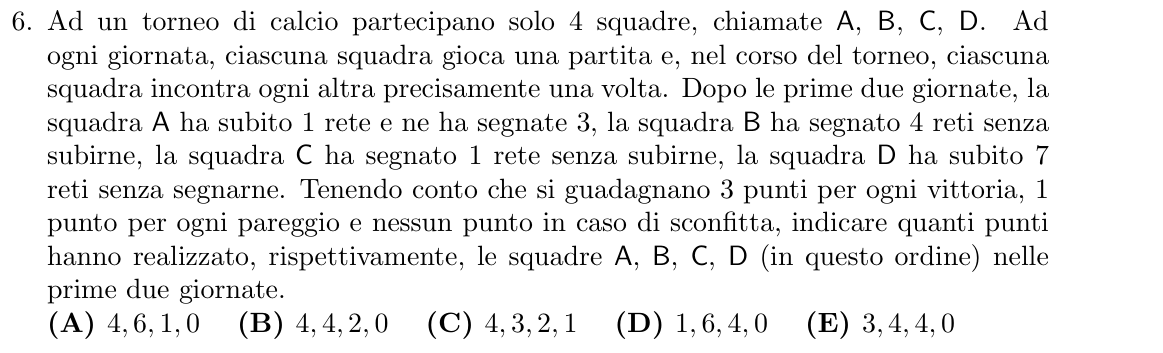 6. Ad un torneo di calcio partecipano solo 4 squadre, chiamate A, B, C, D. Ad
ogni giornata, ciascuna squadra gioca una partita e, nel corso del torneo, ciascuna
squadra incontra ogni altra precisamente una volta. Dopo le prime due giornate, la
squadra A ha subito 1 rete e ne ha segnate 3, la squadra B ha segnato 4 reti senza
subirne, la squadra C ha segnato 1 rete senza subirne, la squadra D ha subito 7
reti senza segnarne. Tenendo conto che si guadagnano 3 punti per ogni vittoria, 1
punto per ogni pareggio e nessun punto in caso di sconfitta, indicare quanti punti
hanno realizzato, rispettivamente, le squadre A, B, C, D (in questo ordine) nelle
prime due giornate.
(A) 4, 6, 1, 0 (B) 4, 4, 2, 0 (C) 4, 3, 2, 1 (D) 1, 6, 4, 0 (E) 3, 4, 4, 0